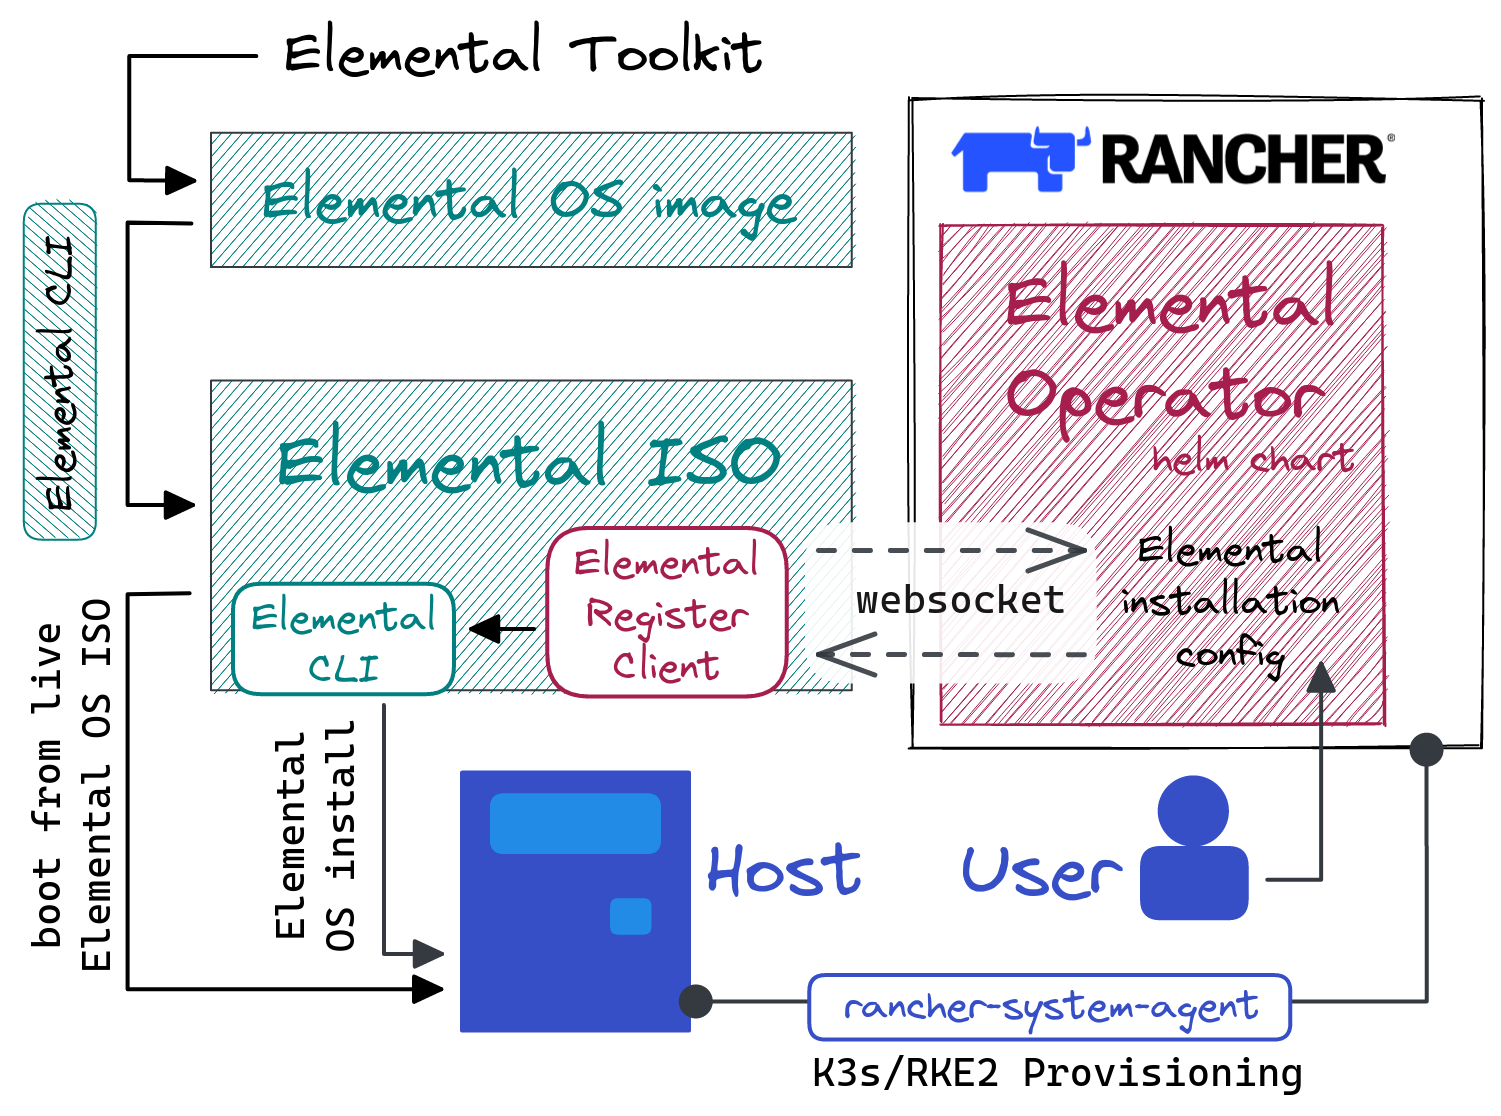 Elemental Toolkit
Elemental OS image
Elemental CLI
Elemental ISO
Elemental
CLI
Elemental
Register
Client
websocket
RANCHER®
Elemental
Operator
helm chart
Elemental
installation
config
boot from live
Elemental OS ISO
Elemental
OS install
Host
User
rancher-system-agent
K3s/RKE2 Provisioning